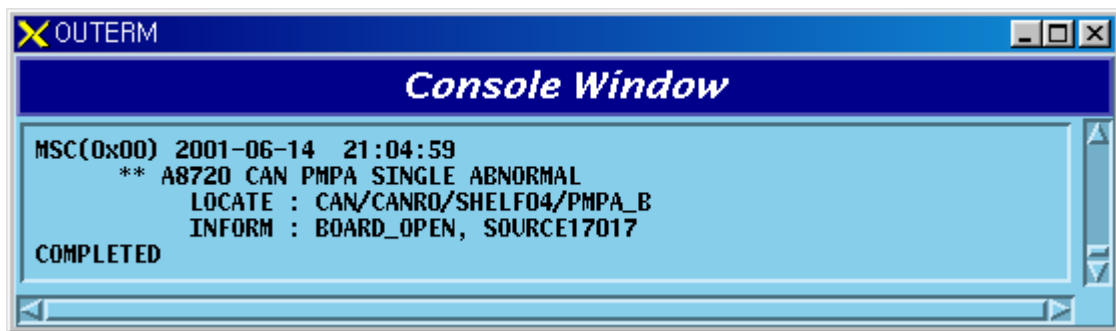 OUTERM
Console Window
MSC(0x00) 2001-06-14 21:04:59
** A8720 CAN PMPA SINGLE ABNORMAL
LOCATE : CAN/CANRO/SHELF04/PMPA_B
INFORM : BOARD_OPEN, SOURCE17017
COMPLETED